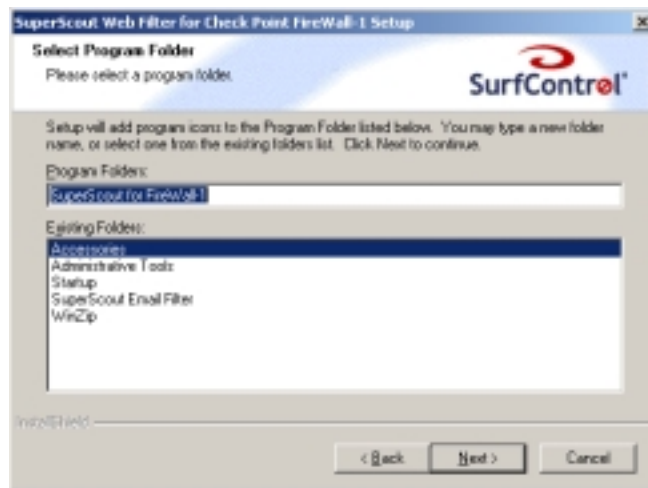 SuperScout Web Filter for Check Point FireWall-1 Setup
Select Program Folder
Please select a program folder.
SurfControl
Setup will add program icons to the Program Folder listed below. You may type a new folder
name, or select one from the existing folders list. Click Next to continue.
Program Folders:
SuperScout for FireWall-1
Existing Folders:
Accessories
Administrative Tools
Startup
SuperScout Email Filter
WinZip
InstallShield
< Back
Next >
Cancel